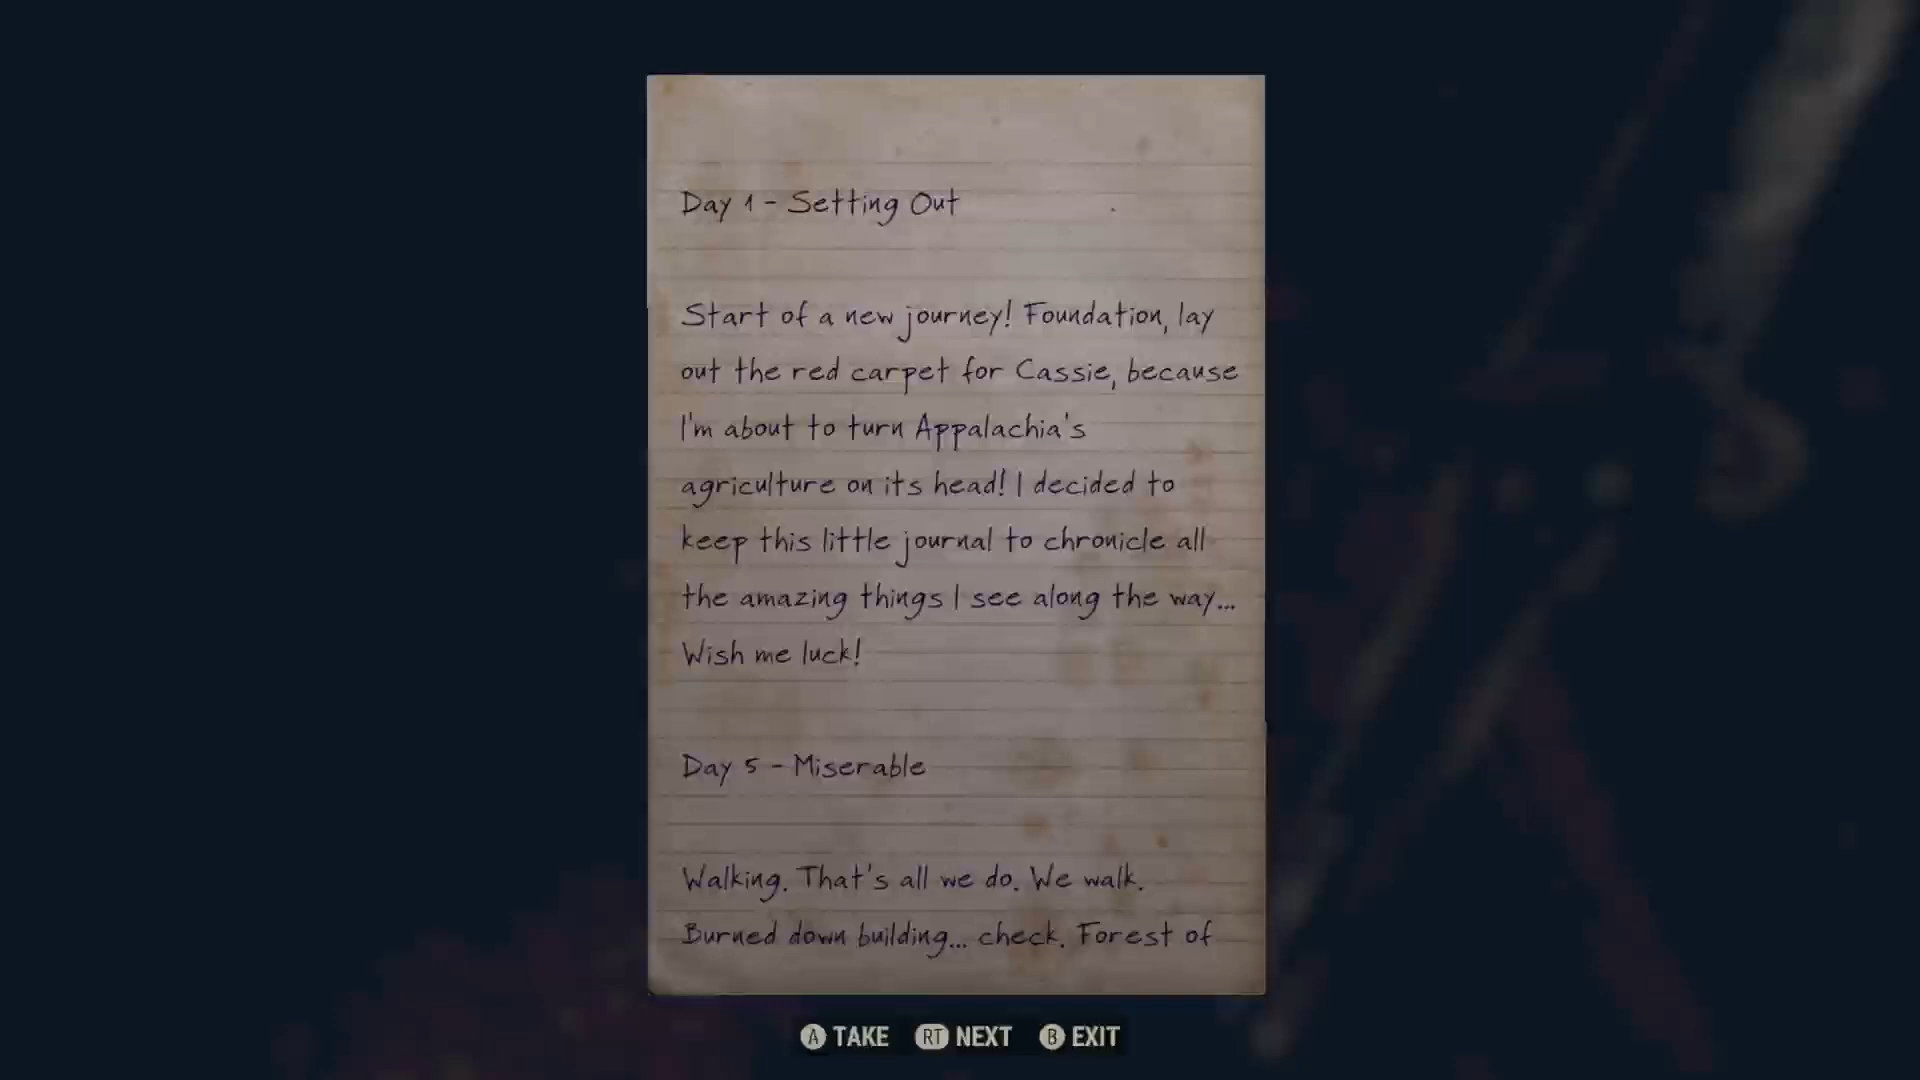 Day 1 - Setting Out
Start of a new journey! Foundation, lay
out the red carpet for Cassie, because
I'm about to turn Appalachia's
agriculture on its head! I decided to
keep this little journal to chronicle all
the amazing things I see along the way...
Wish me luck!
Day 5 - Miserable
Walking. That's all we do. We walk.
Burned down building... check. Forest of
A TAKE RT NEXT B EXIT